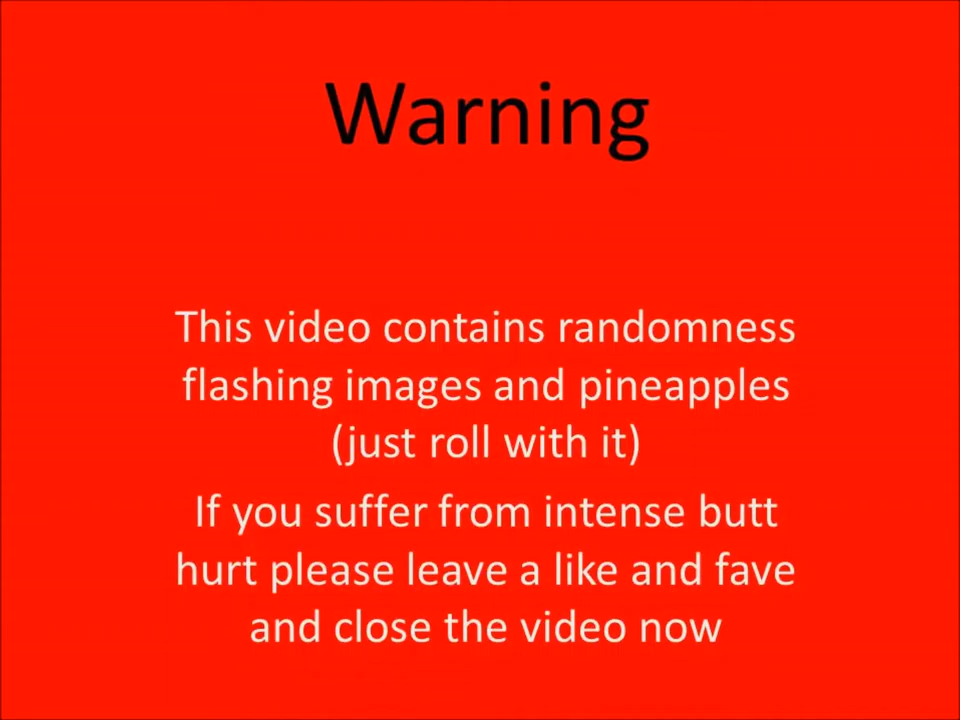 Warning
This video contains randomness
flashing images and pineapples
(just roll with it)
If you suffer from intense butt
hurt please leave a like and fave
and close the video now